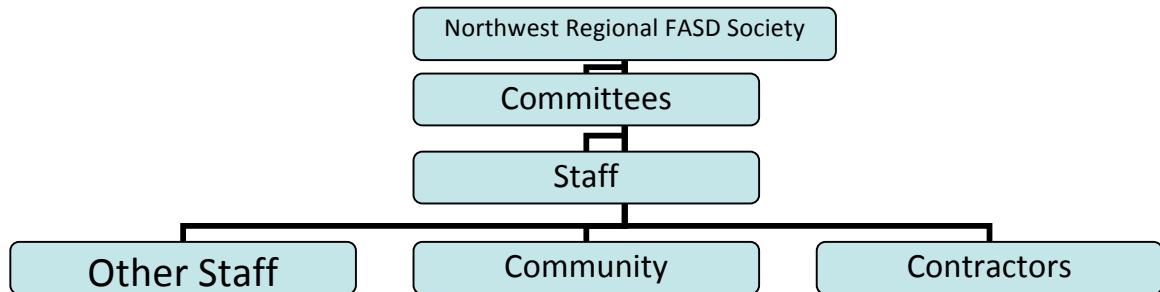 Northwest Regional FASD Society
Committees
Staff
Other Staff
Community
Contractors